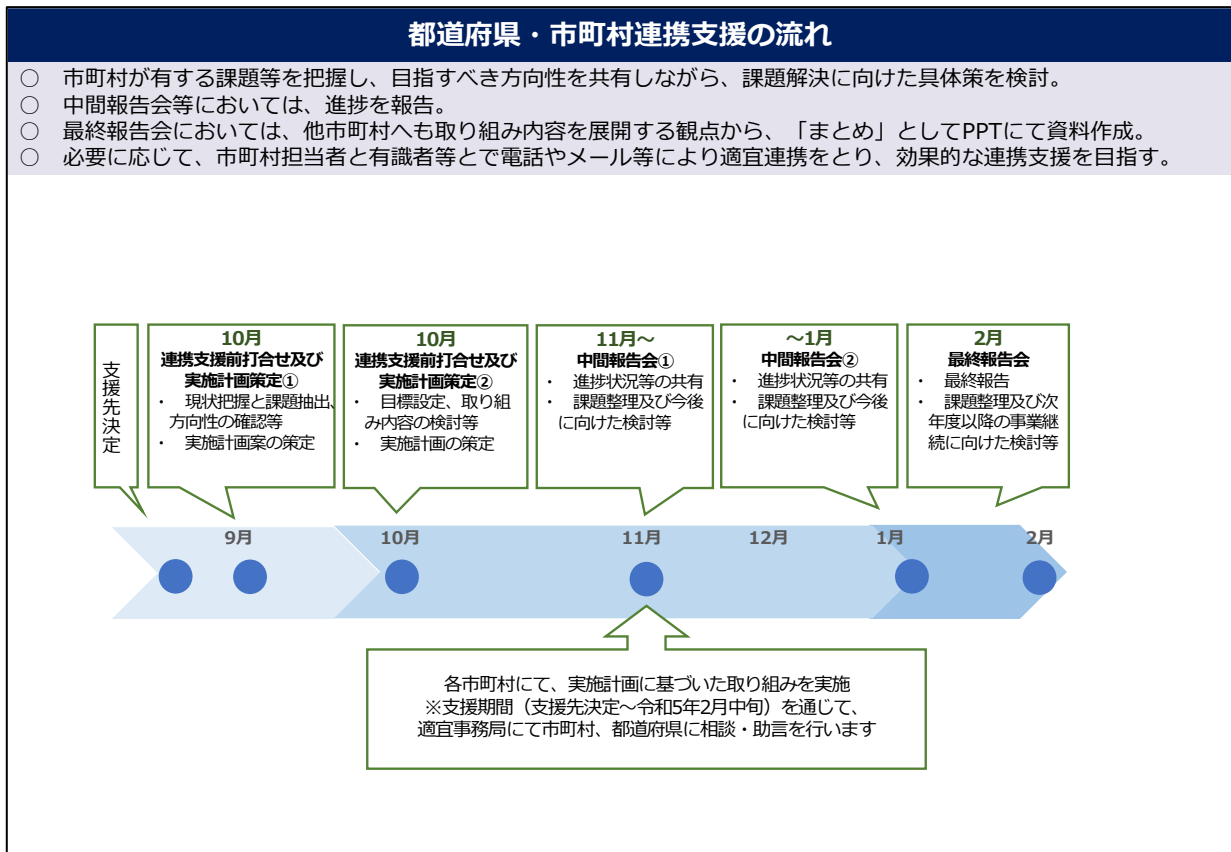 都道府県・市町村連携支援の流れ
○ 市町村が有する課題等を把握し、目指すべき方向性を共有しながら、課題解決に向けた具体策を検討。
○ 中間報告会等においては、進捗を報告。
○ 最終報告会においては、他市町村へも取り組み内容を展開する観点から、「まとめ」としてPPTにて資料作成。
○ 必要に応じて、市町村担当者と有識者等とで電話やメール等により適宜連携をとり、効果的な連携支援を目指す。
支援先決定
10月
連携支援前打合せ及び
実施計画策定①
・ 現状把握と課題抽出、
方向性の確認等
・ 実施計画案の策定
10月
連携支援前打合せ及び
実施計画策定②
・ 目標設定、取り組
み内容の検討等
・ 実施計画の策定
11月～
中間報告会①
・ 進捗状況等の共有
・ 課題整理及び今後
に向けた検討等
～1月
中間報告会②
・ 進捗状況等の共有
・ 課題整理及び今後
に向けた検討等
2月
最終報告会
・ 最終報告
・ 課題整理及び次
年度以降の事業継
続に向けた検討等
9月
10月
11月
12月
1月
2月
各市町村にて、実施計画に基づいた取り組みを実施
※支援期間（支援先決定～令和5年2月中旬）を通じて、
適宜事務局にて市町村、都道府県に相談・助言を行います